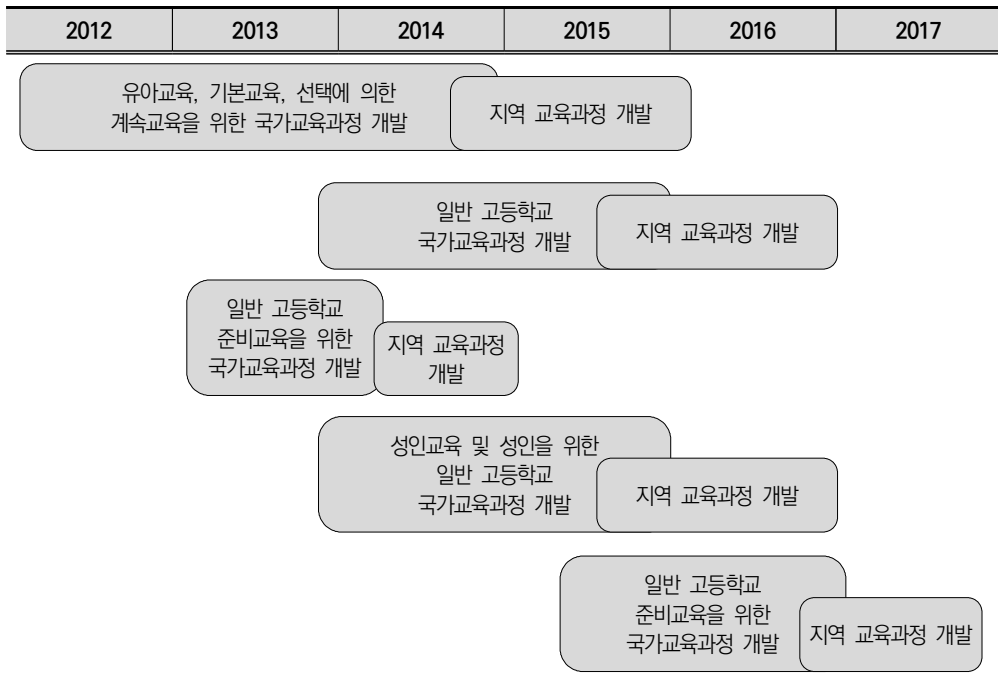 2012 2013 2014 2015 2016 2017
유아교육, 기본교육, 선택에 의한
계속교육을 위한 국가교육과정 개발
지역 교육과정 개발
일반 고등학교
국가교육과정 개발
지역 교육과정 개발
일반 고등학교
준비교육을 위한
국가교육과정 개발
지역 교육과정
개발
성인교육 및 성인을 위한
일반 고등학교
국가교육과정 개발
지역 교육과정 개발
일반 고등학교
준비교육을 위한
국가교육과정 개발
지역 교육과정 개발